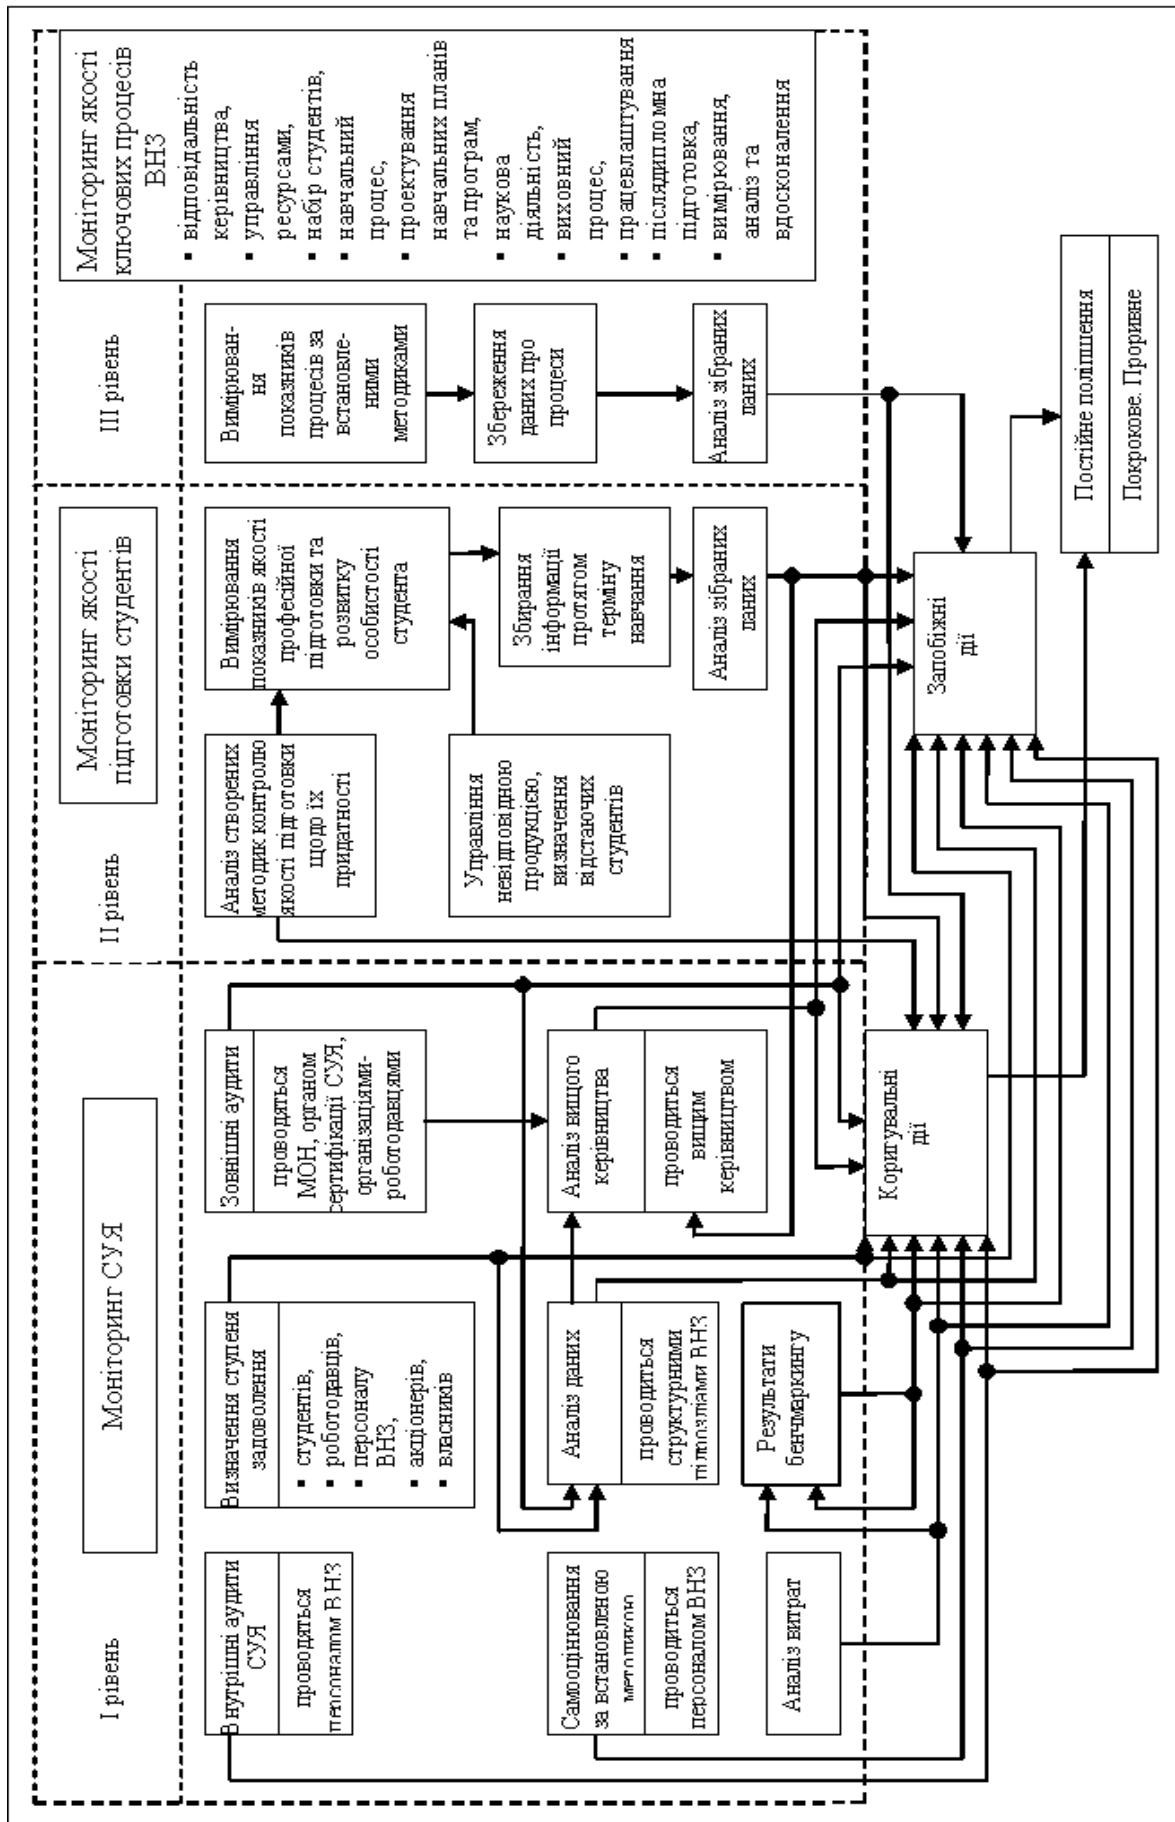 І рівень
Моніторинг СУЯ
ІІ рівень
Моніторинг якості
підготовки студентів
ІІІ рівень
Моніторинг якості
ключових процесів
ВНЗ
▪ відповідальність
керівництва,
▪ управління
ресурсами,
▪ набір студентів,
▪ навчальний
процес,
▪ проектування
навчальних планів
та програм,
▪ наукова
діяльність,
▪ виховний
процес,
▪ працевлаштування
▪ післядипломна
підготовка,
▪ вимірювання,
аналіз та
вдосконалення
Внутрішні аудити
СУЯ
проводяться
персоналом ВНЗ
Визначення ступеня
задоволення
▪ студентів,
▪ роботодавців,
▪ персоналу
ВНЗ,
▪ акціонерів,
▪ власників
Зовнішні аудити
проводяться
МОН, органом
сертифікації СУЯ,
організаціями-
роботодавцями
Аналіз створених
методик контролю
якості підготовки
щодо їх
придатності
Вимірювання
показників якості
професійної
підготовки та
розвитку
особистості
студента
Вимірюван-
ня
показників
процесів за
встановле-
ними
методиками
Самооцінювання
за встановленою
методикою
проводиться
персоналом ВНЗ
Аналіз даних
проводиться
структурними
підрозділами ВНЗ
Аналіз вищого
керівництва
проводиться
вищим
керівництвом
Управління
невідповідною
продукцією,
визначення
відстаючих
студентів
Збирання
інформації
протягом
терміну
навчання
Збереження
даних про
процеси
Аналіз витрат
Результати
бенчмаркингу
Аналіз зібраних
даних
Аналіз зібраних
даних
Коригувальні
дії
Запобіжні
дії
Постійне поліпшення
Покрокове. Проривне